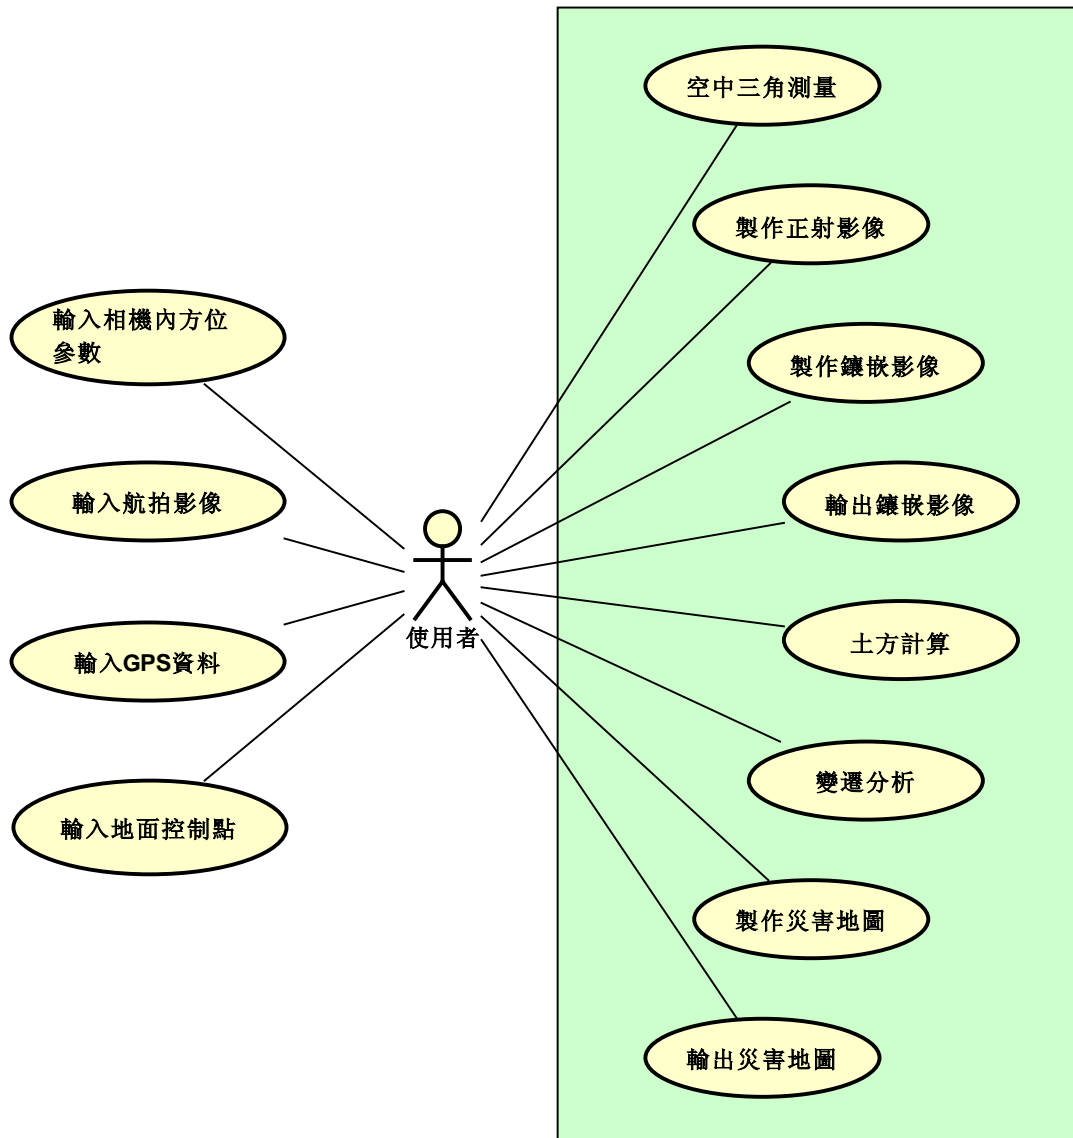 輸入相機內方位
參數
輸入航拍影像
輸入GPS資料
輸入地面控制點
使用者
空中三角測量
製作正射影像
製作鑲嵌影像
輸出鑲嵌影像
土方計算
變遷分析
製作災害地圖
輸出災害地圖